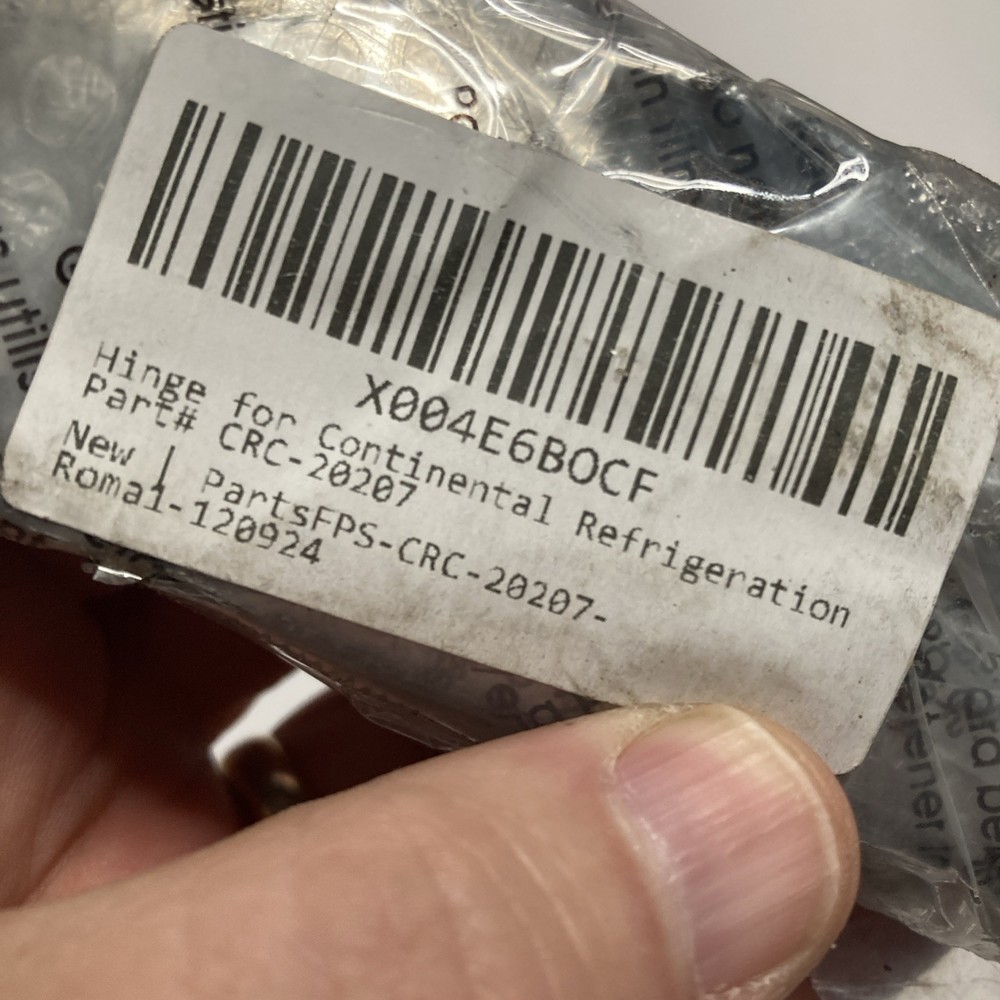 X004E6BOCF
Hinge for Continental Refrigeration
Part# CRC-20207
New | PartsFPS-CRC-20207-
Roma1-120924